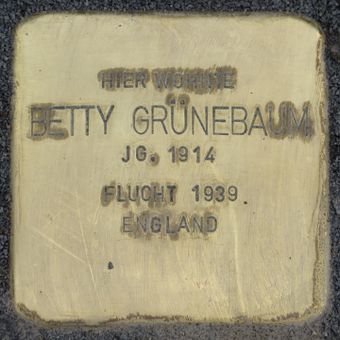 HIER WOHNTE
BETTY GRÜNEBAUM
JG. 1914
FLUCHT 1939
ENGLAND